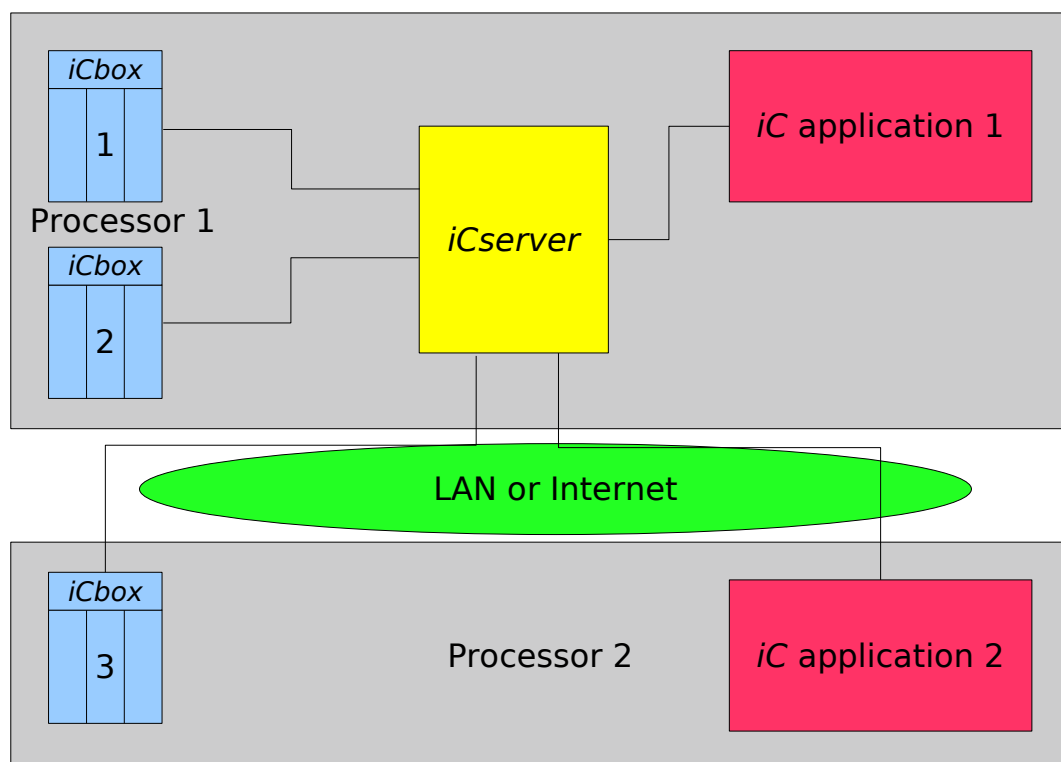 iCbox
1
Processor 1
iCbox
2
iCserver
iC application 1
LAN or Internet
iCbox
3
Processor 2
iC application 2